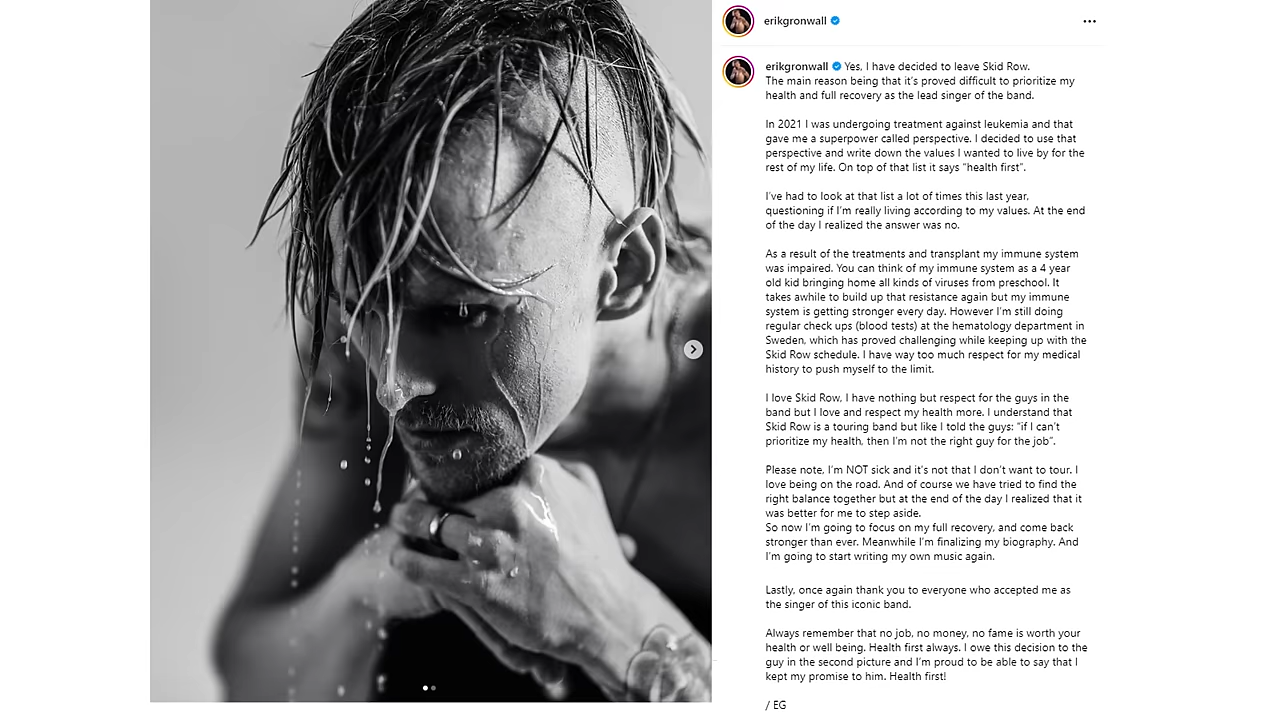 erikgronwall
erikgronwall Yes, I have decided to leave Skid Row.
The main reason being that it's proved difficult to prioritize my
health and full recovery as the lead singer of the band.
In 2021 I was undergoing treatment against leukemia and that
gave me a superpower called perspective. I decided to use that
perspective and write down the values I wanted to live by for the
rest of my life. On top of that list it says "health first".
I've had to look at that list a lot of times this last year,
questioning if I'm really living according to my values. At the end
of the day I realized the answer was no.
As a result of the treatments and transplant my immune system
was impaired. You can think of my immune system as a 4 year
old kid bringing home all kinds of viruses from preschool. It
takes awhile to build up that resistance again but my immune
system is getting stronger every day. However I'm still doing
regular check ups (blood tests) at the hematology department in
Sweden, which has proved challenging while keeping up with the
Skid Row schedule. I have way too much respect for my medical
history to push myself to the limit.
I love Skid Row, I have nothing but respect for the guys in the
band but I love and respect my health more. I understand that
Skid Row is a touring band but like I told the guys: "if I can't
prioritize my health, then I'm not the right guy for the job".
Please note, I'm NOT sick and it's not that I don't want to tour. I
love being on the road. And of course we have tried to find the
right balance together but at the end of the day I realized that it
was better for me to step aside.
So now I'm going to focus on my full recovery, and come back
stronger than ever. Meanwhile I'm finalizing my biography. And
I'm going to start writing my own music again.
Lastly, once again thank you to everyone who accepted me as
the singer of this iconic band.
Always remember that no job, no money, no fame is worth your
health or well being. Health first always. I owe this decision to the
guy in the second picture and I'm proud to be able to say that I
kept my promise to him. Health first!
/ EG